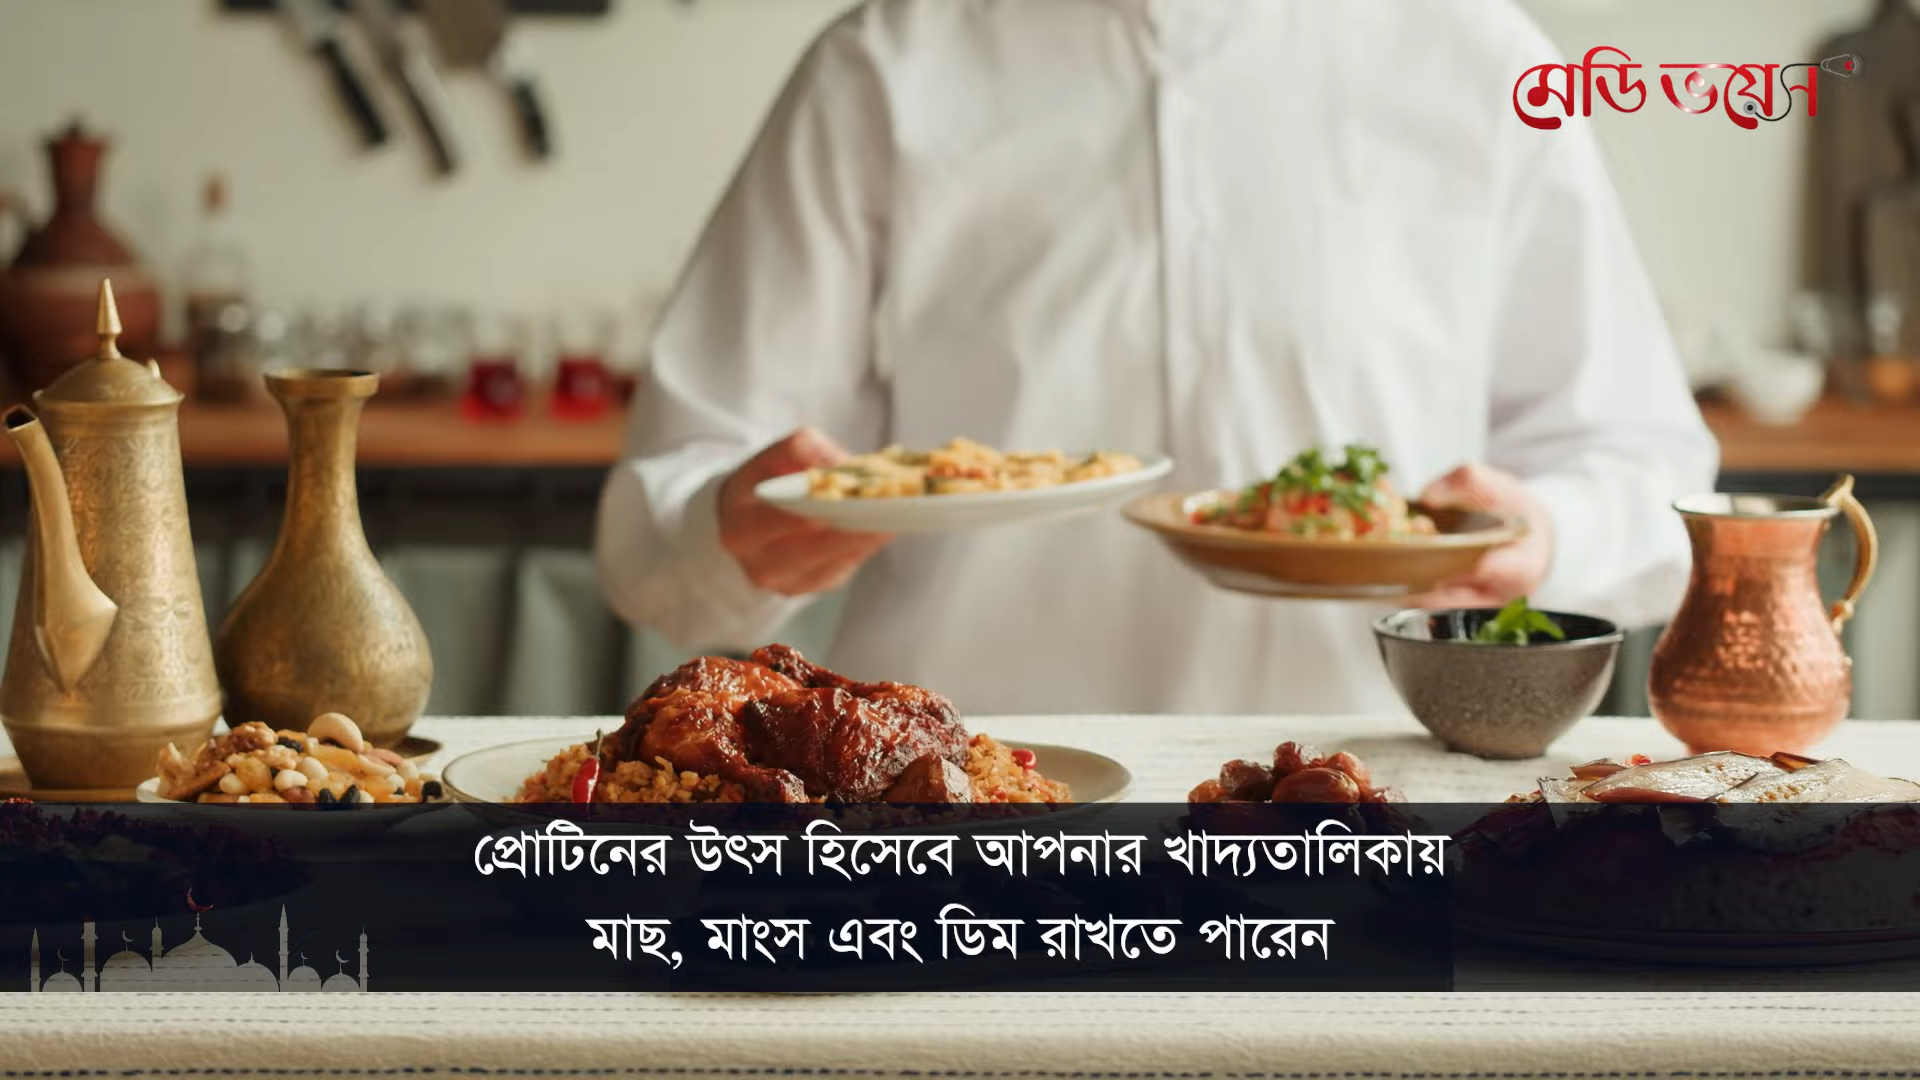 মেডি ভয়েস
প্রোটিনের উৎস হিসেবে আপনার খাদ্যতালিকায়
মাছ, মাংস এবং ডিম রাখতে পারেন